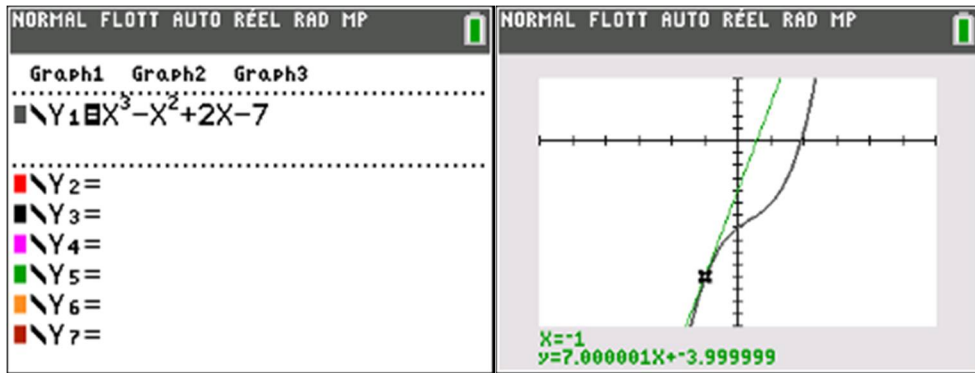 NORMAL FLOTT AUTO RÉEL RAD MP
Graph1 Graph2 Graph3
\Y1=X³-X²+2X-7
\Y2=
\Y3=
\Y4=
\Y5=
\Y6=
\Y7=
NORMAL FLOTT AUTO RÉEL RAD MP
X=-1
y=7.000001X+-3.999999